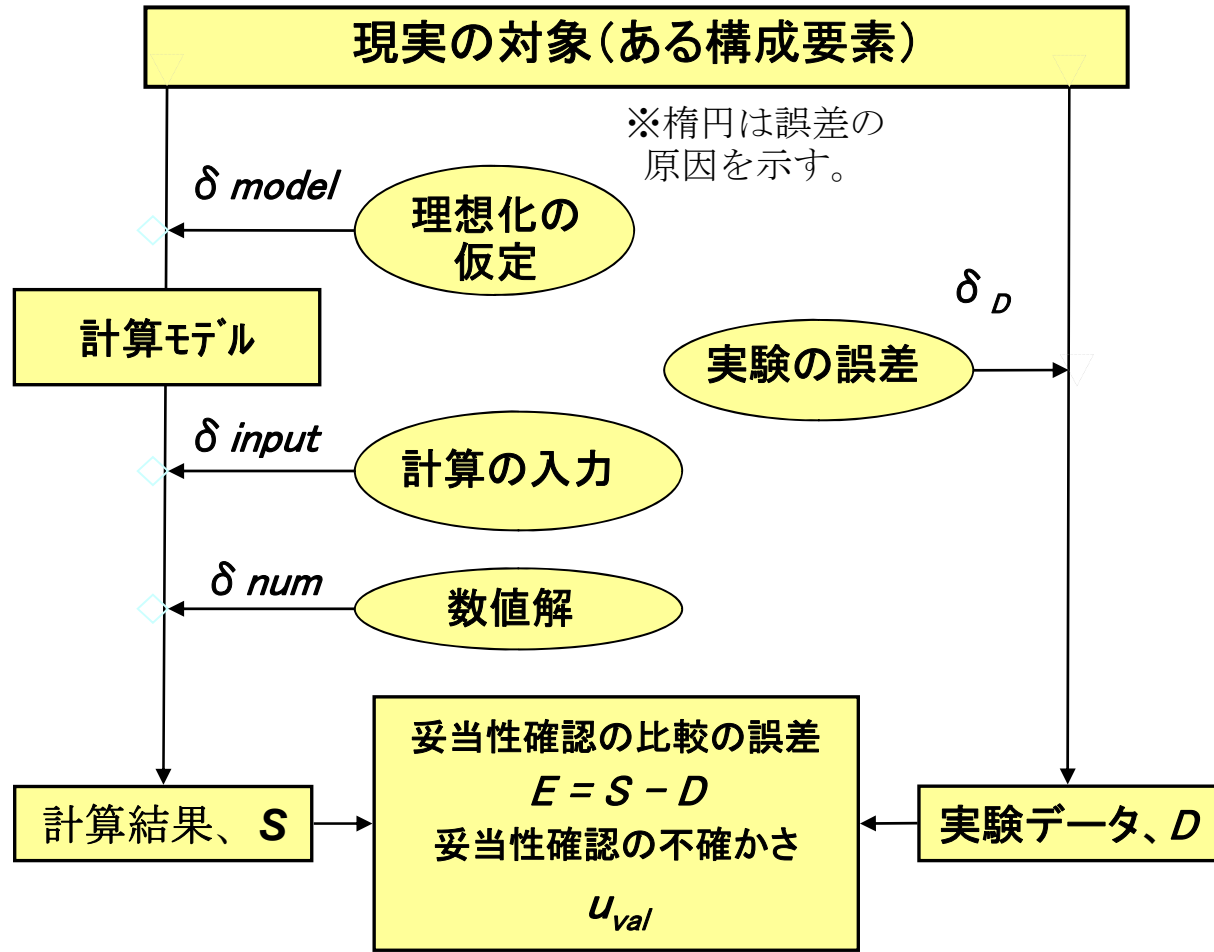 現実の対象(ある構成要素)
※楕円は誤差の
原因を示す。
δ model
理想化の
仮定
計算モデル
δ D
実験の誤差
δ input
計算の入力
δ num
数値解
妥当性確認の比較の誤差
E = S − D
妥当性確認の不確かさ
u_val
計算結果、S
実験データ、D